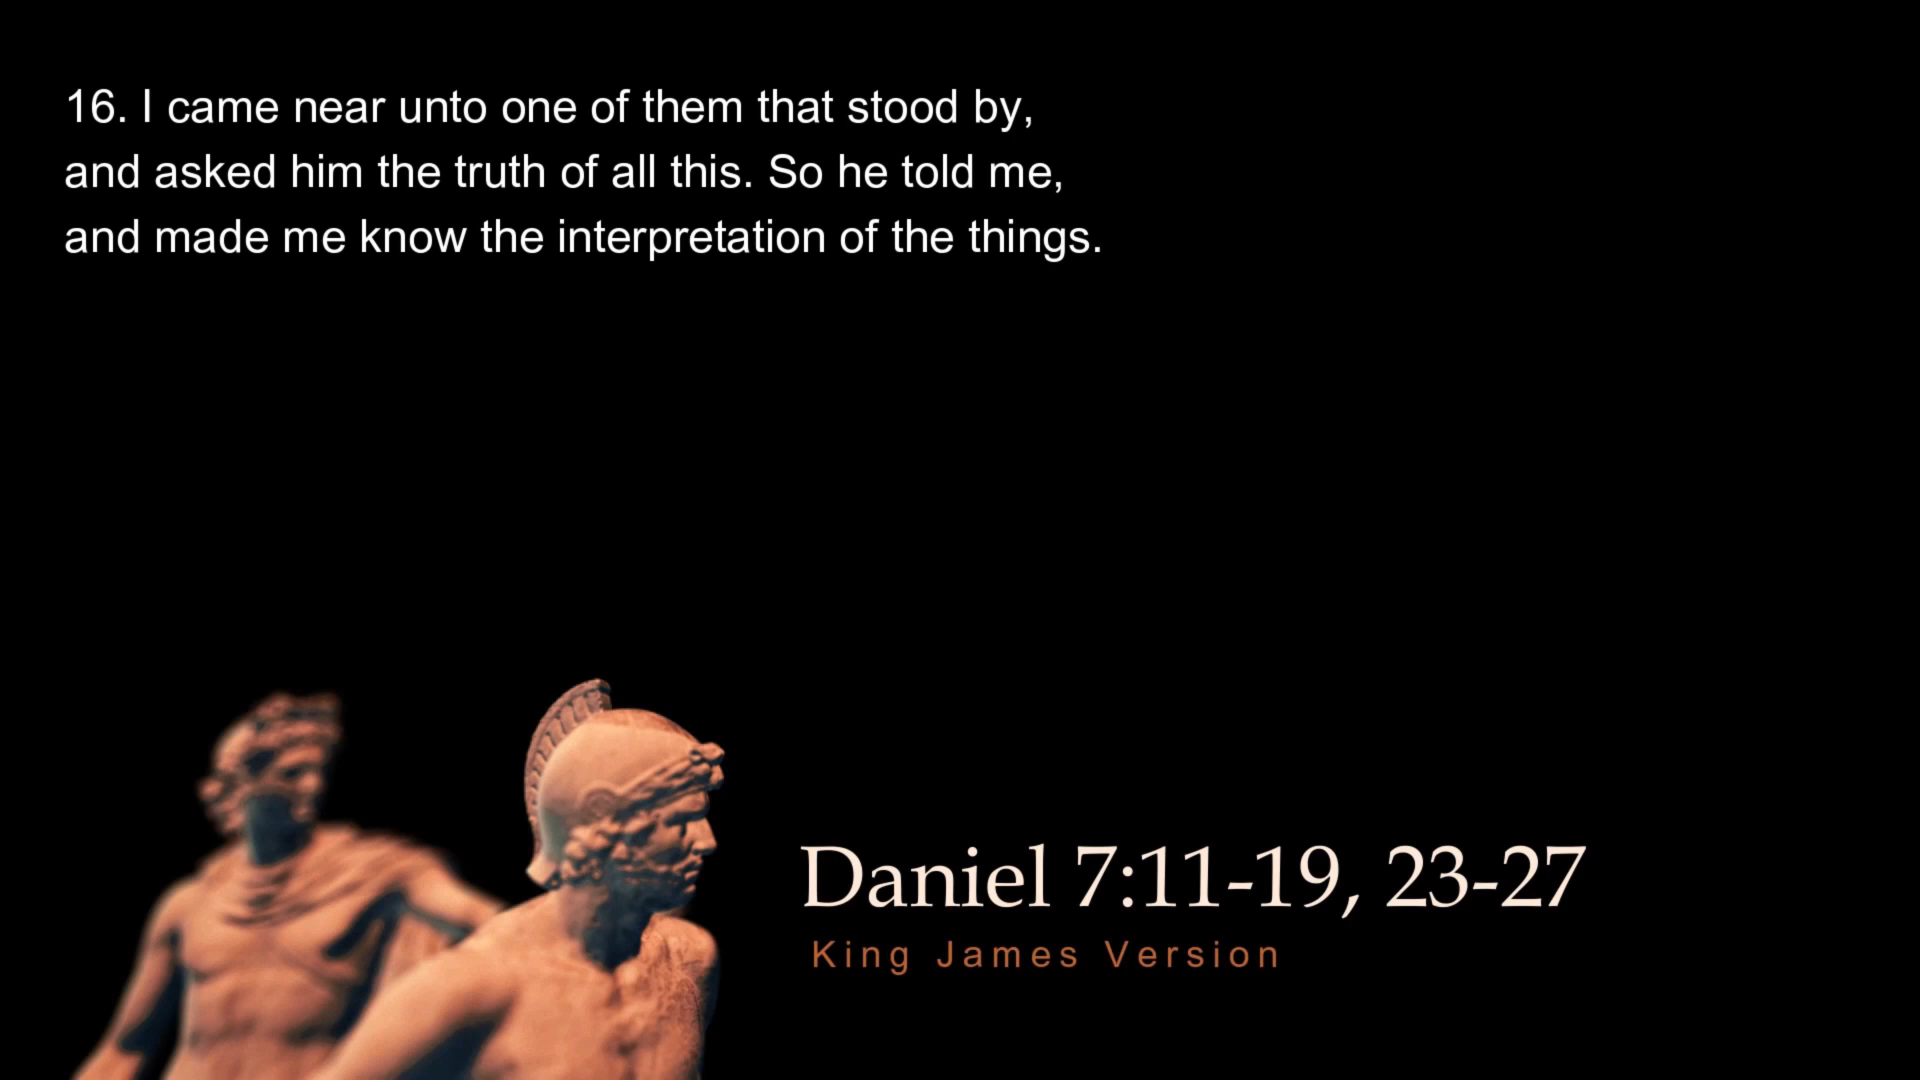 16. I came near unto one of them that stood by,
and asked him the truth of all this. So he told me,
and made me know the interpretation of the things.
Daniel 7:11-19, 23-27
King James Version